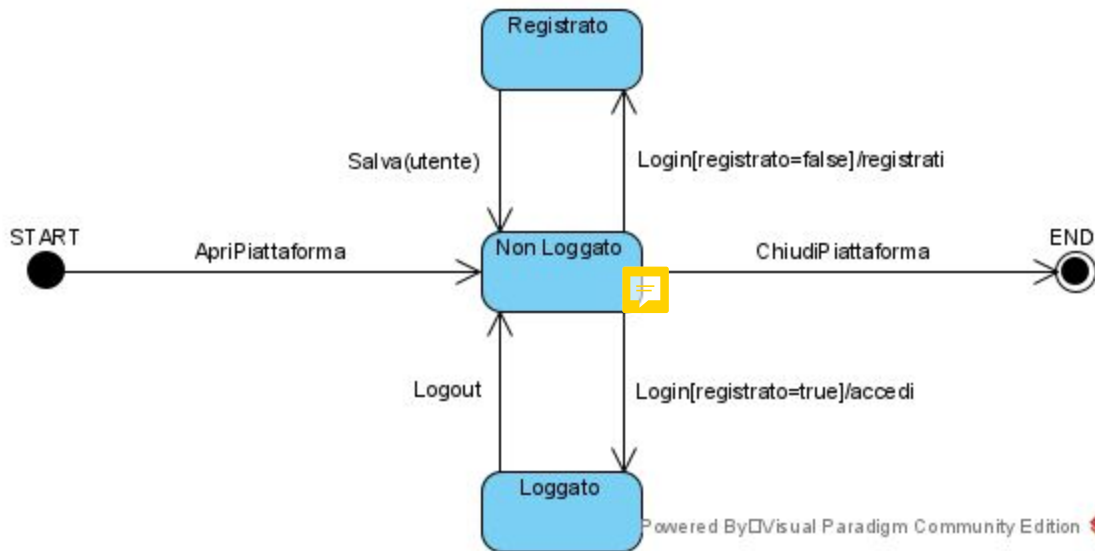 Registrato
Salva(utente)
Login[registrato=false]/registrati
START
ApriPiattaforma
Non Loggato
ChiudiPiattaforma
END
Logout
Login[registrato=true]/accedi
Loggato
Powered By□Visual Paradigm Community Edition